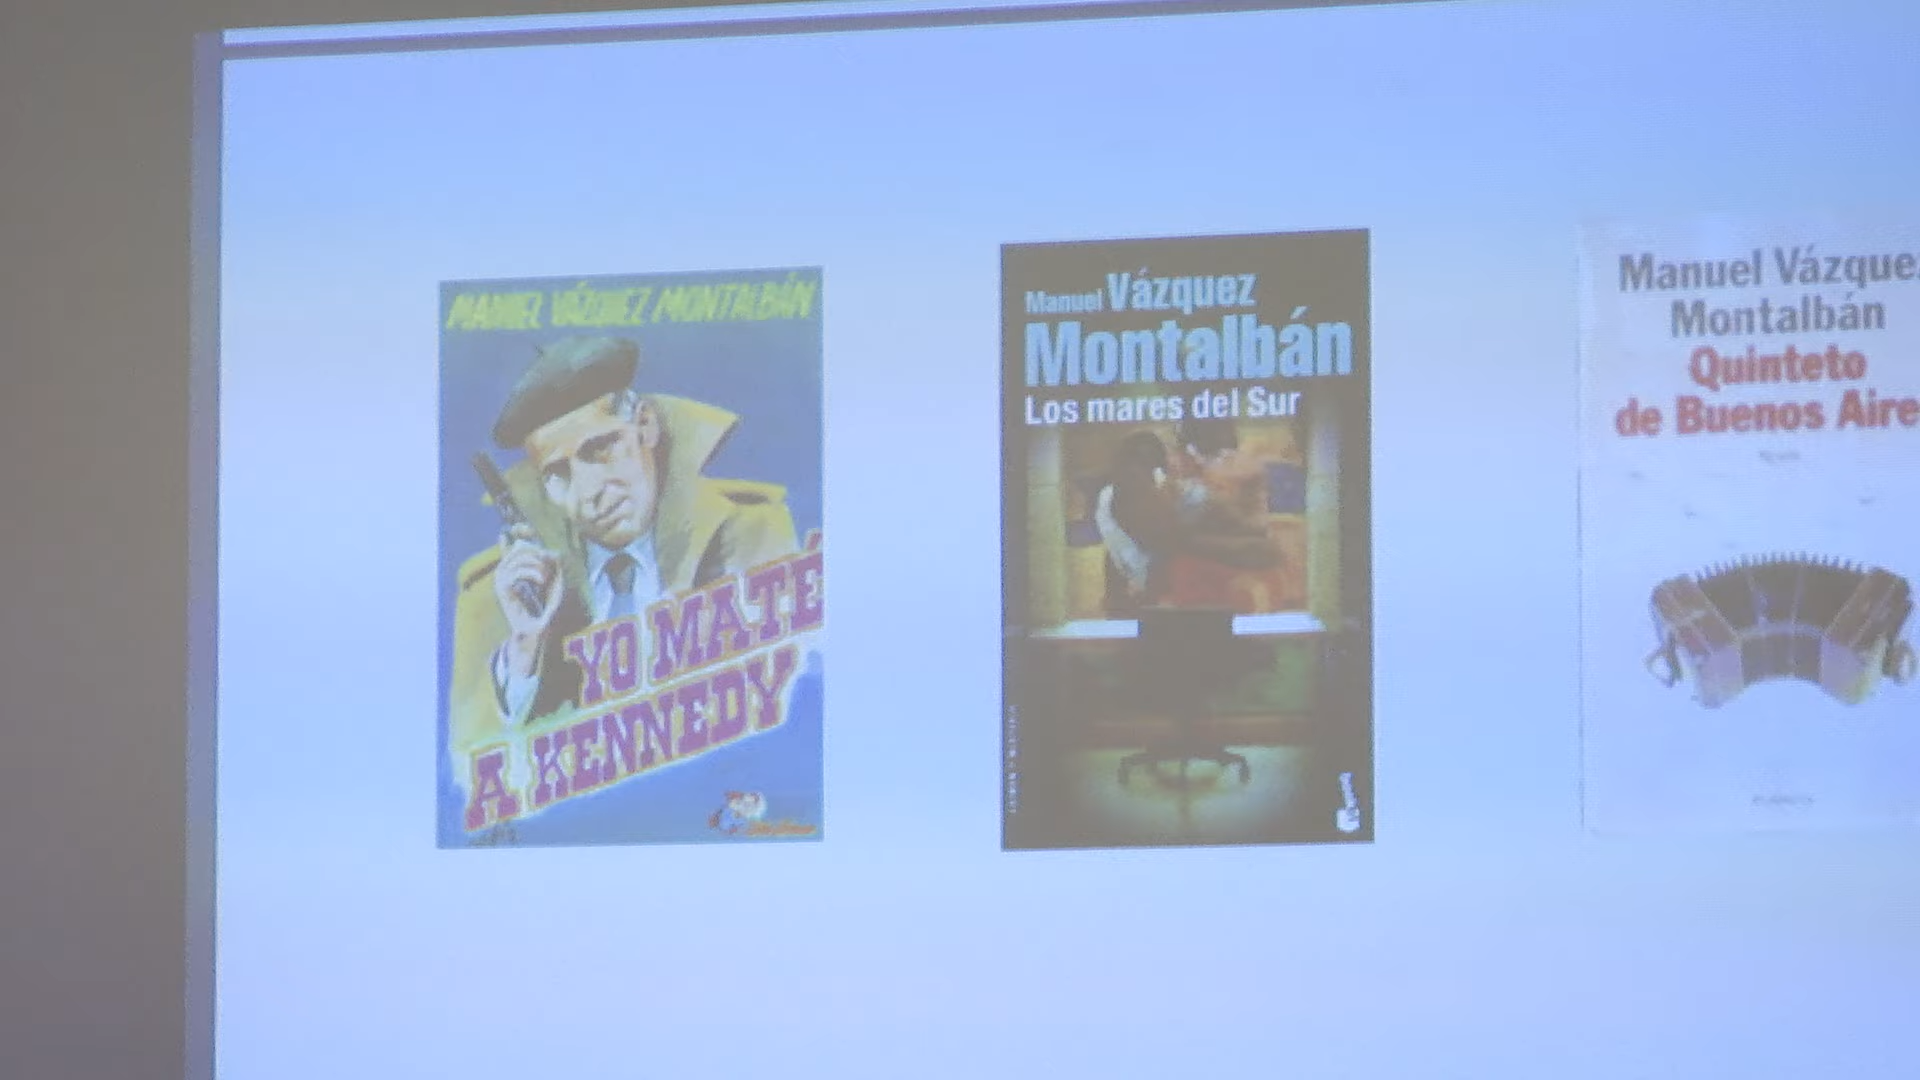 MANUEL VÁZQUEZ MONTALBÁN
YO MATÉ
A KENNEDY
Manuel Vázquez
Montalbán
Los mares del Sur
Manuel Vázque
Montalbán
Quinteto
de Buenos Aire